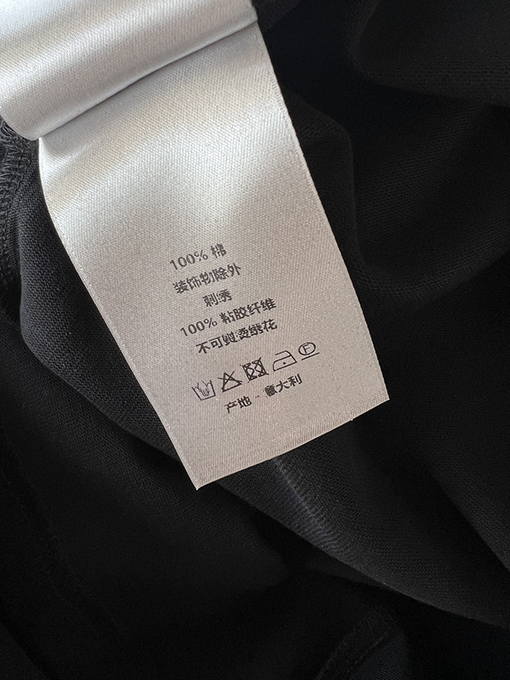 100% 棉
装饰物除外
刺绣
100% 粘胶纤维
不可熨烫绣花
产地 - 意大利